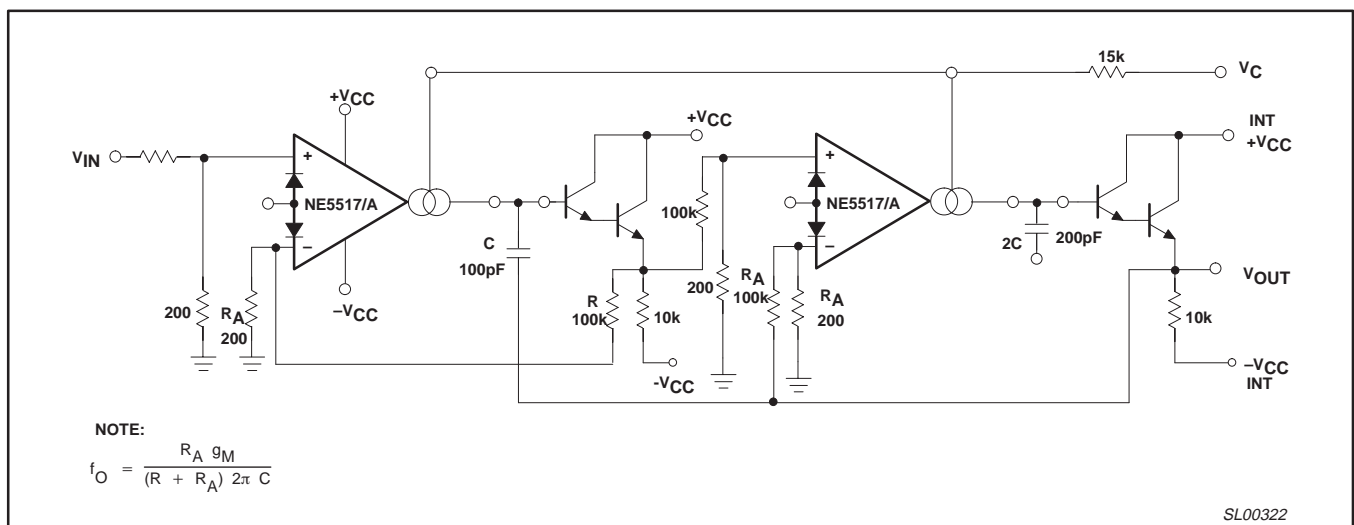 15k
VC
+VCC
+VCC
INT
+VCC
VIN
+
+
NE5517/A
NE5517/A
100k
–
–
C
100pF
2C
200pF
200
RA
200
–VCC
R
100k
10k
200
RA
100k
RA
200
VOUT
10k
-VCC
–VCC
INT
NOTE:
fO = RA gM
(R + RA) 2π C
SL00322